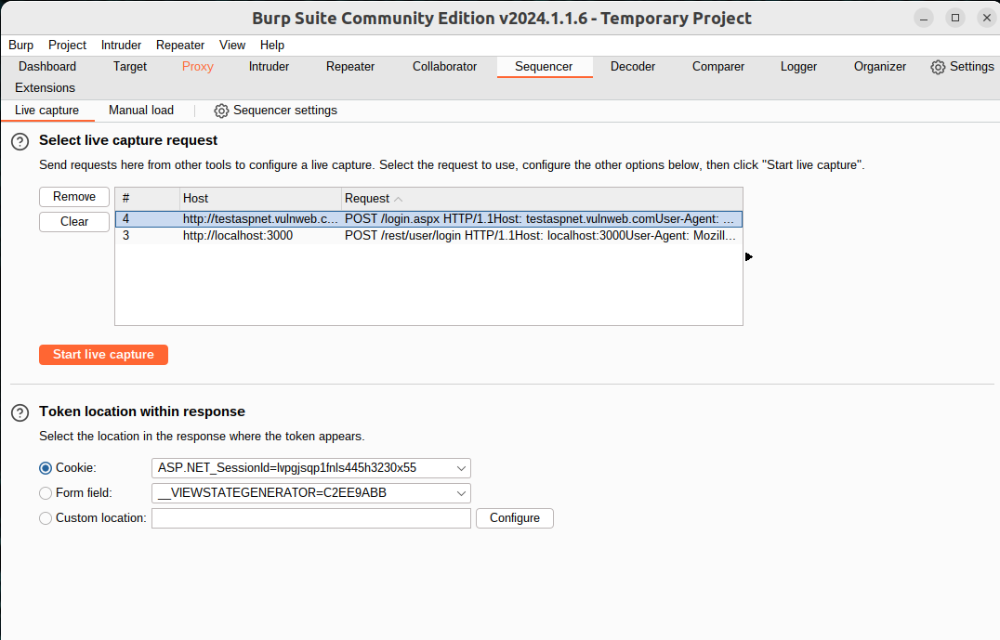 Burp Suite Community Edition v2024.1.1.6 - Temporary Project
Burp Project Intruder Repeater View Help
Dashboard Target Proxy Intruder Repeater Collaborator Sequencer Decoder Comparer Logger Organizer Settings
Extensions
Live capture Manual load Sequencer settings
Select live capture request
Send requests here from other tools to configure a live capture. Select the request to use, configure the other options below, then click "Start live capture".
Remove # Host Request
Clear 4 http://testaspnet.vulnweb.c... POST /login.aspx HTTP/1.1Host: testaspnet.vulnweb.comUser-Agent: ...
3 http://localhost:3000 POST /rest/user/login HTTP/1.1Host: localhost:3000User-Agent: Mozill...
Start live capture
Token location within response
Select the location in the response where the token appears.
Cookie: ASP.NET_SessionId=lvpgjsqp1fnls445h3230x55
Form field: __VIEWSTATEGENERATOR=C2EE9ABB
Custom location: Configure